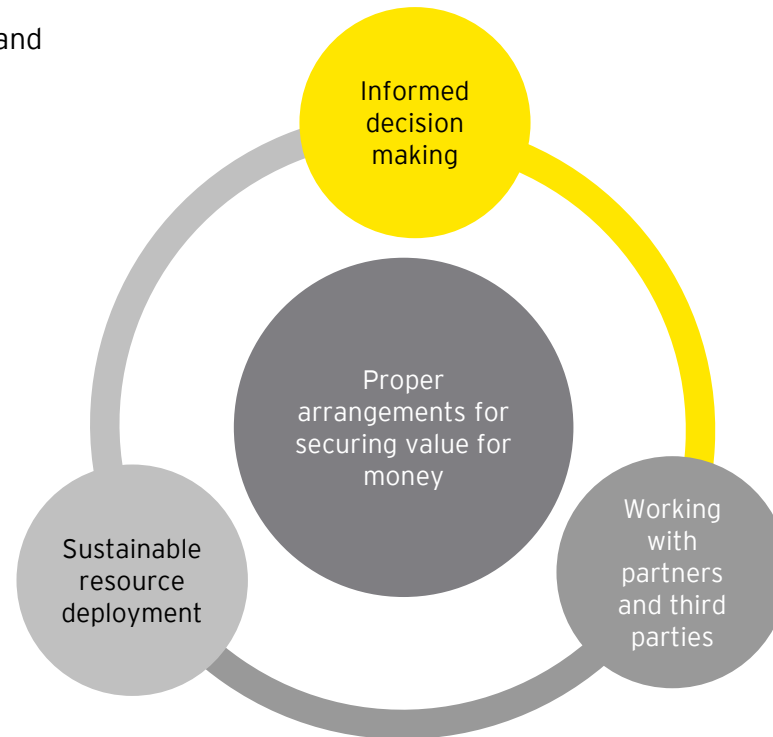 and
Informed
decision
making
Proper
arrangements for
securing value for
money
Sustainable
resource
deployment
Working
with
partners
and third
parties